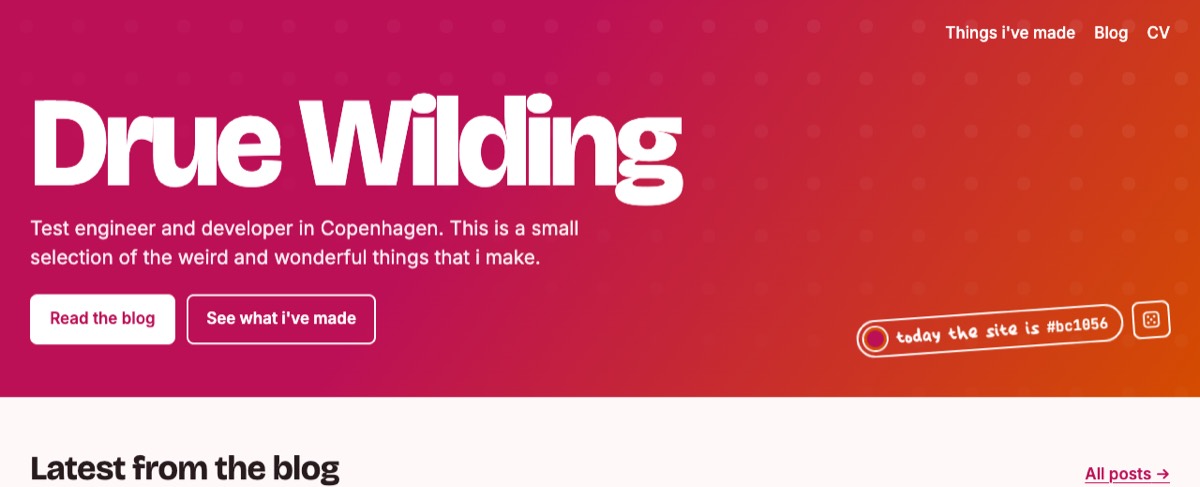 Things i've made Blog CV
Drue Wilding
Test engineer and developer in Copenhagen. This is a small
selection of the weird and wonderful things that i make.
Read the blog See what i've made
today the site is #bc1056
Latest from the blog
All posts →